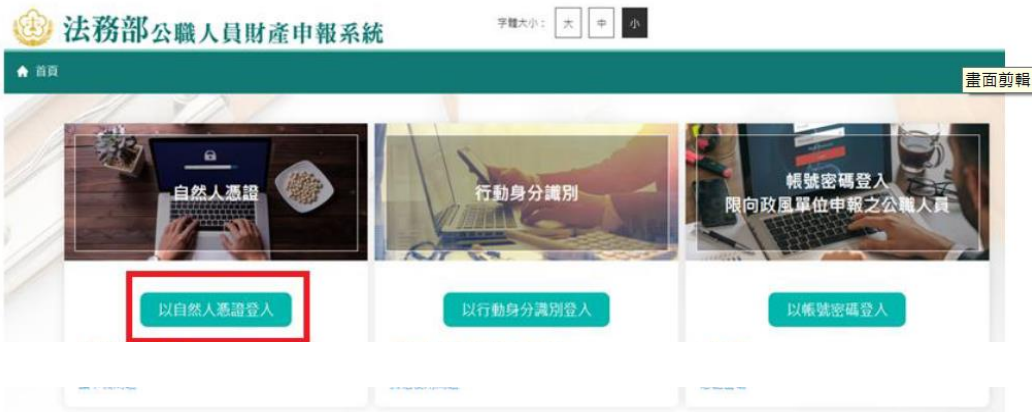 法務部公職人員財產申報系統
字體大小： 大 中 小
首頁
畫面剪輯
自然人憑證
行動身分識別
帳號密碼登入
限向政風單位申報之公職人員
以自然人憑證登入
以行動身分識別登入
以帳號密碼登入